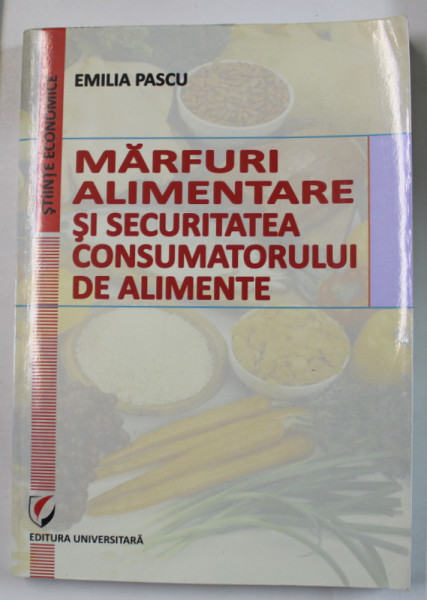 EMILIA PASCU
ȘTIINȚE ECONOMICE
MĂRFURI
ALIMENTARE
ȘI SECURITATEA
CONSUMATORULUI
DE ALIMENTE
EDITURA UNIVERSITARĂ